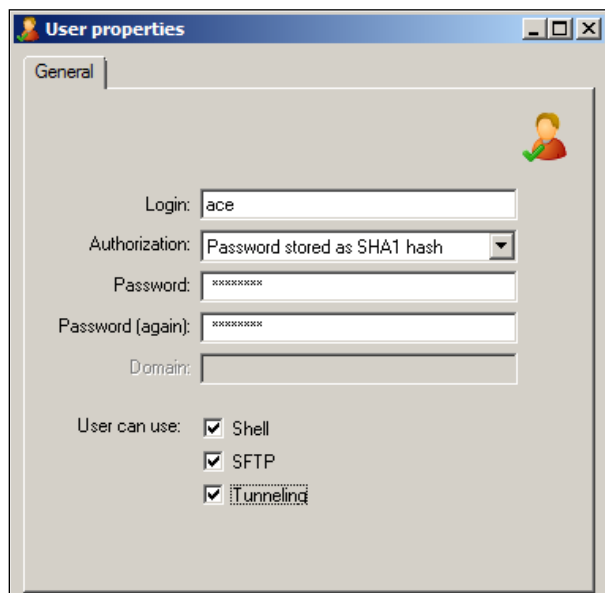 User properties
General
Login: ace
Authorization: Password stored as SHA1 hash
Password: ********
Password (again): ********
Domain:
User can use: Shell
SFTP
Tunneling